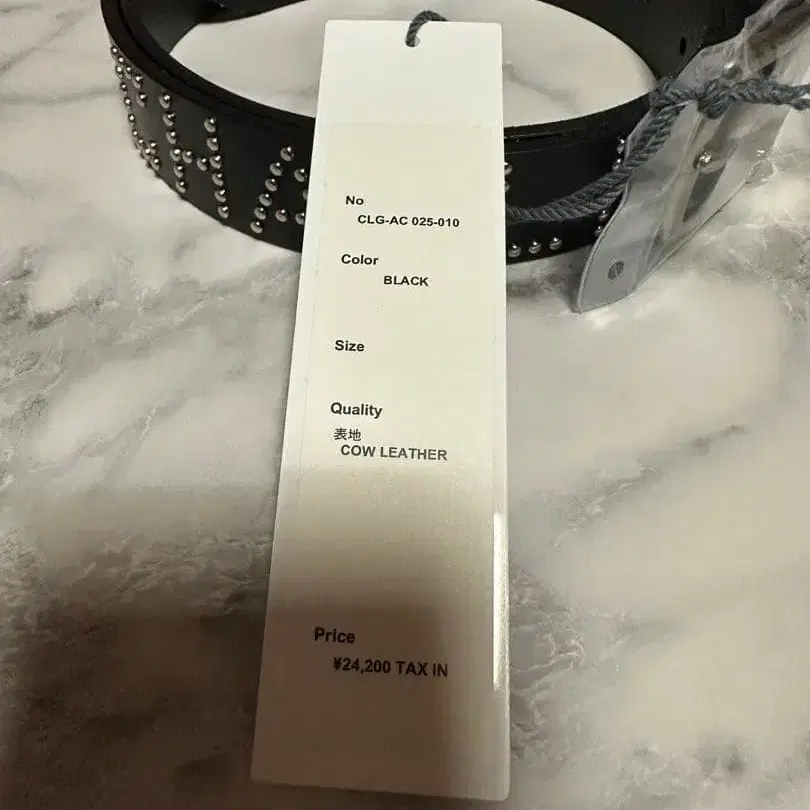 No
CLG-AC 025-010
Color
BLACK
Size
Quality
表地
COW LEATHER
Price
¥24,200 TAX IN